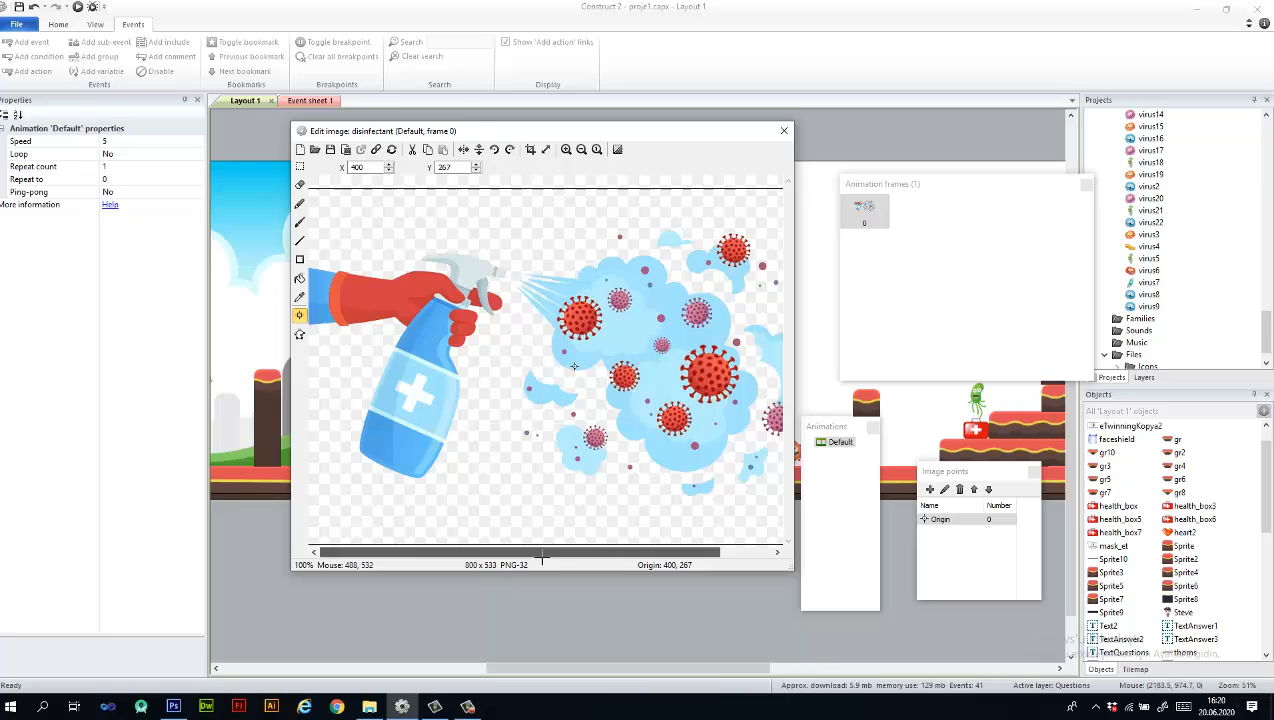 Construct 2 - proje1.capx - Layout 1
File Home View Events
Add event Add sub-event Add include Toggle bookmark Toggle breakpoint Search Show 'Add action' links
Add condition Add group Add comment Previous bookmark Clear all breakpoints Clear search
Add action Add variable Disable Next bookmark
Events Bookmarks Breakpoints Search Display
Properties
Animation 'Default' properties
Speed 5
Loop No
Repeat count 1
Repeat to 0
Ping-pong No
More information Help
Layout 1 Event sheet 1
Edit image: disinfectant (Default, frame 0)
X 400 Y 267
100% Mouse: 488, 532 800 x 533 PNG-32 Origin: 400, 267
Animation frames (1)
0
Animations
Default
Image points
Name Number
Origin 0
Projects
virus14
virus15
virus16
virus17
virus18
virus19
virus2
virus20
virus21
virus22
virus3
virus4
virus5
virus6
virus7
virus8
virus9
Families
Sounds
Music
Files
Icons
Projects Layers
Objects
All 'Layout 1' objects
eTwinningKopya2
faceshield gr
gr10 gr2
gr3 gr4
gr5 gr6
gr7 gr8
health_box health_box3
health_box5 health_box6
health_box7 heart2
mask_et Sprite
Sprite10 Sprite2
Sprite3 Sprite4
Sprite5 Sprite6
Sprite7 Sprite8
Sprite9 Steve
Text2 TextAnswer1
TextAnswer2 TextAnswer3
TextQuestions thorns
Objects Tilemap
Ready Approx. download: 5.9 mb memory use: 129 mb Events: 41 Active layer: Questions Mouse: (2183.5, 974.7, 0) Zoom: 51%
16:20
20.06.2020